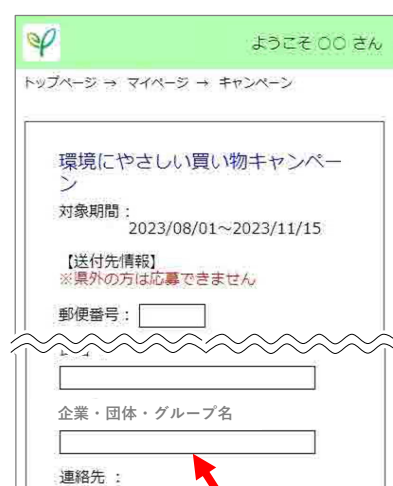 ようこそ 〇〇 さん
トップページ → マイページ → キャンペーン
環境にやさしい買い物キャンペー
ン
対象期間：
2023/08/01～2023/11/15
【送付先情報】
※県外の方は応募できません
郵便番号：
企業・団体・グループ名
連絡先 ：